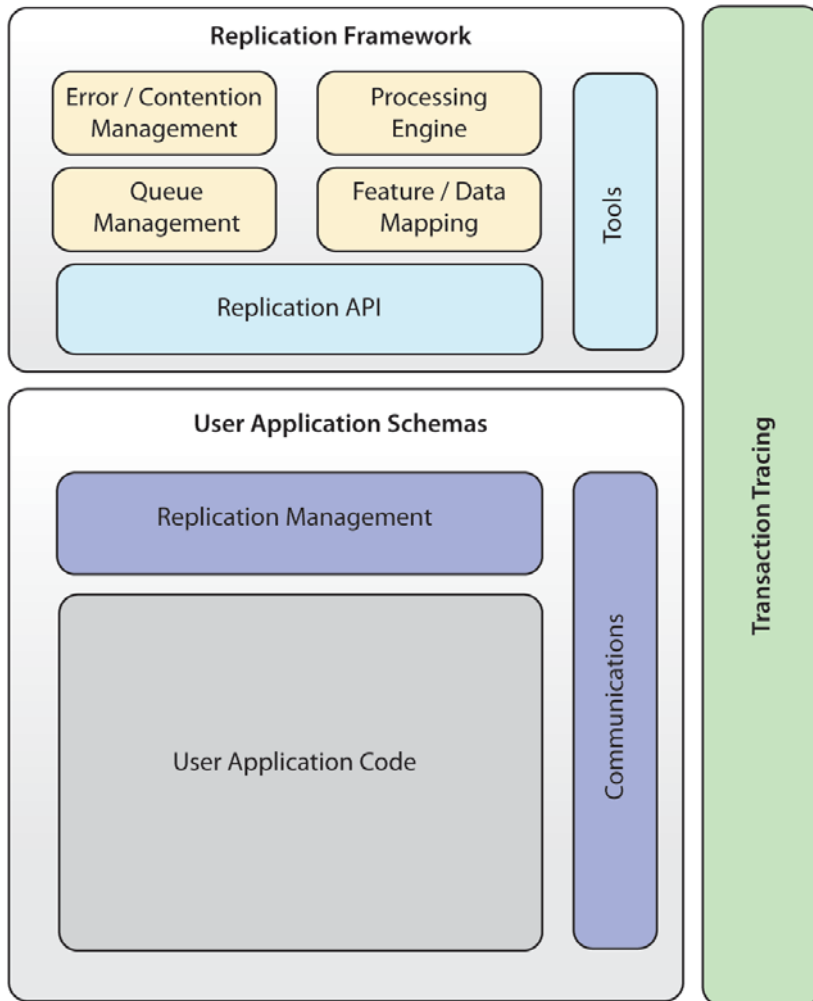 Replication Framework
Error / Contention
Management
Processing
Engine
Queue
Management
Feature / Data
Mapping
Replication API
Tools
User Application Schemas
Replication Management
User Application Code
Communications
Transaction Tracing